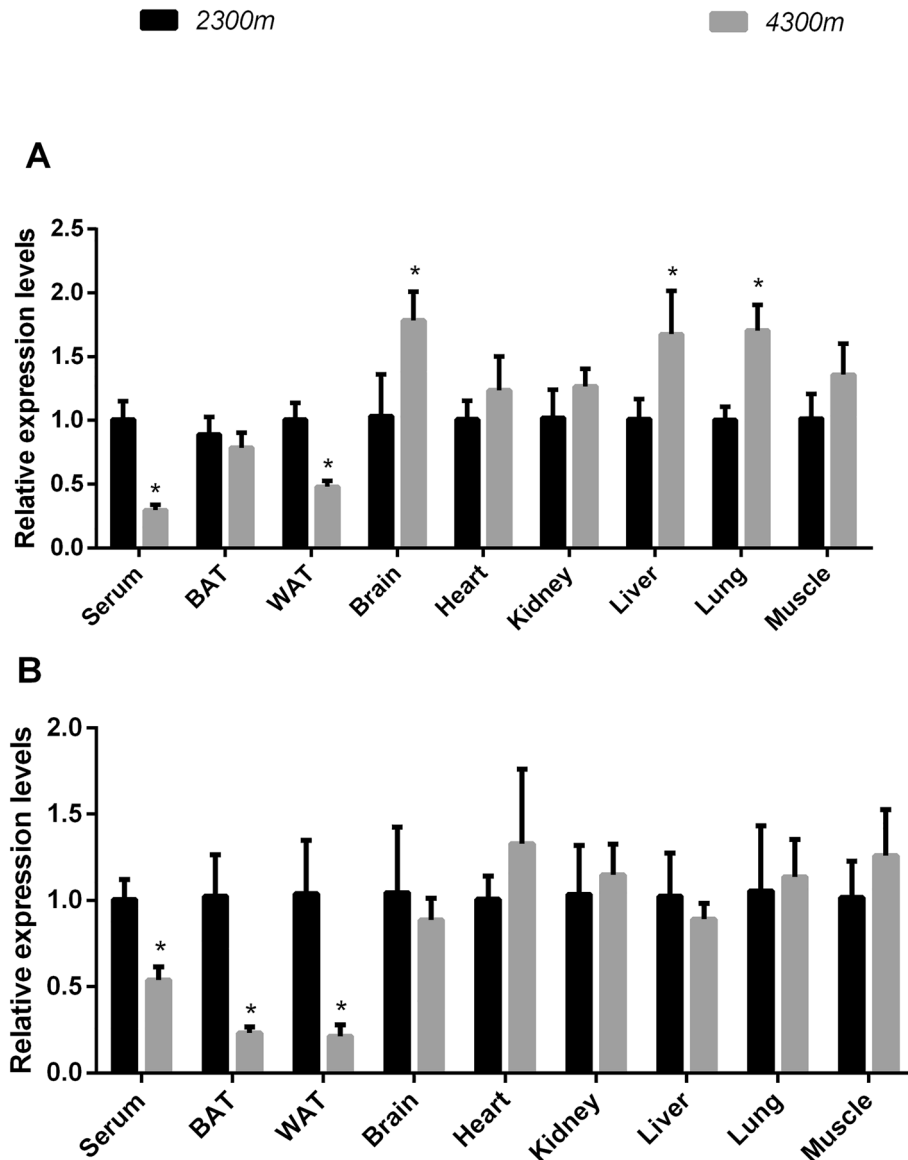 2300m 4300m
A
Relative expression levels
2.5
2.0
1.5
1.0
0.5
0.0
* * * * *
Serum BAT WAT Brain Heart Kidney Liver Lung Muscle
B
Relative expression levels
2.0
1.5
1.0
0.5
0.0
* * *
Serum BAT WAT Brain Heart Kidney Liver Lung Muscle